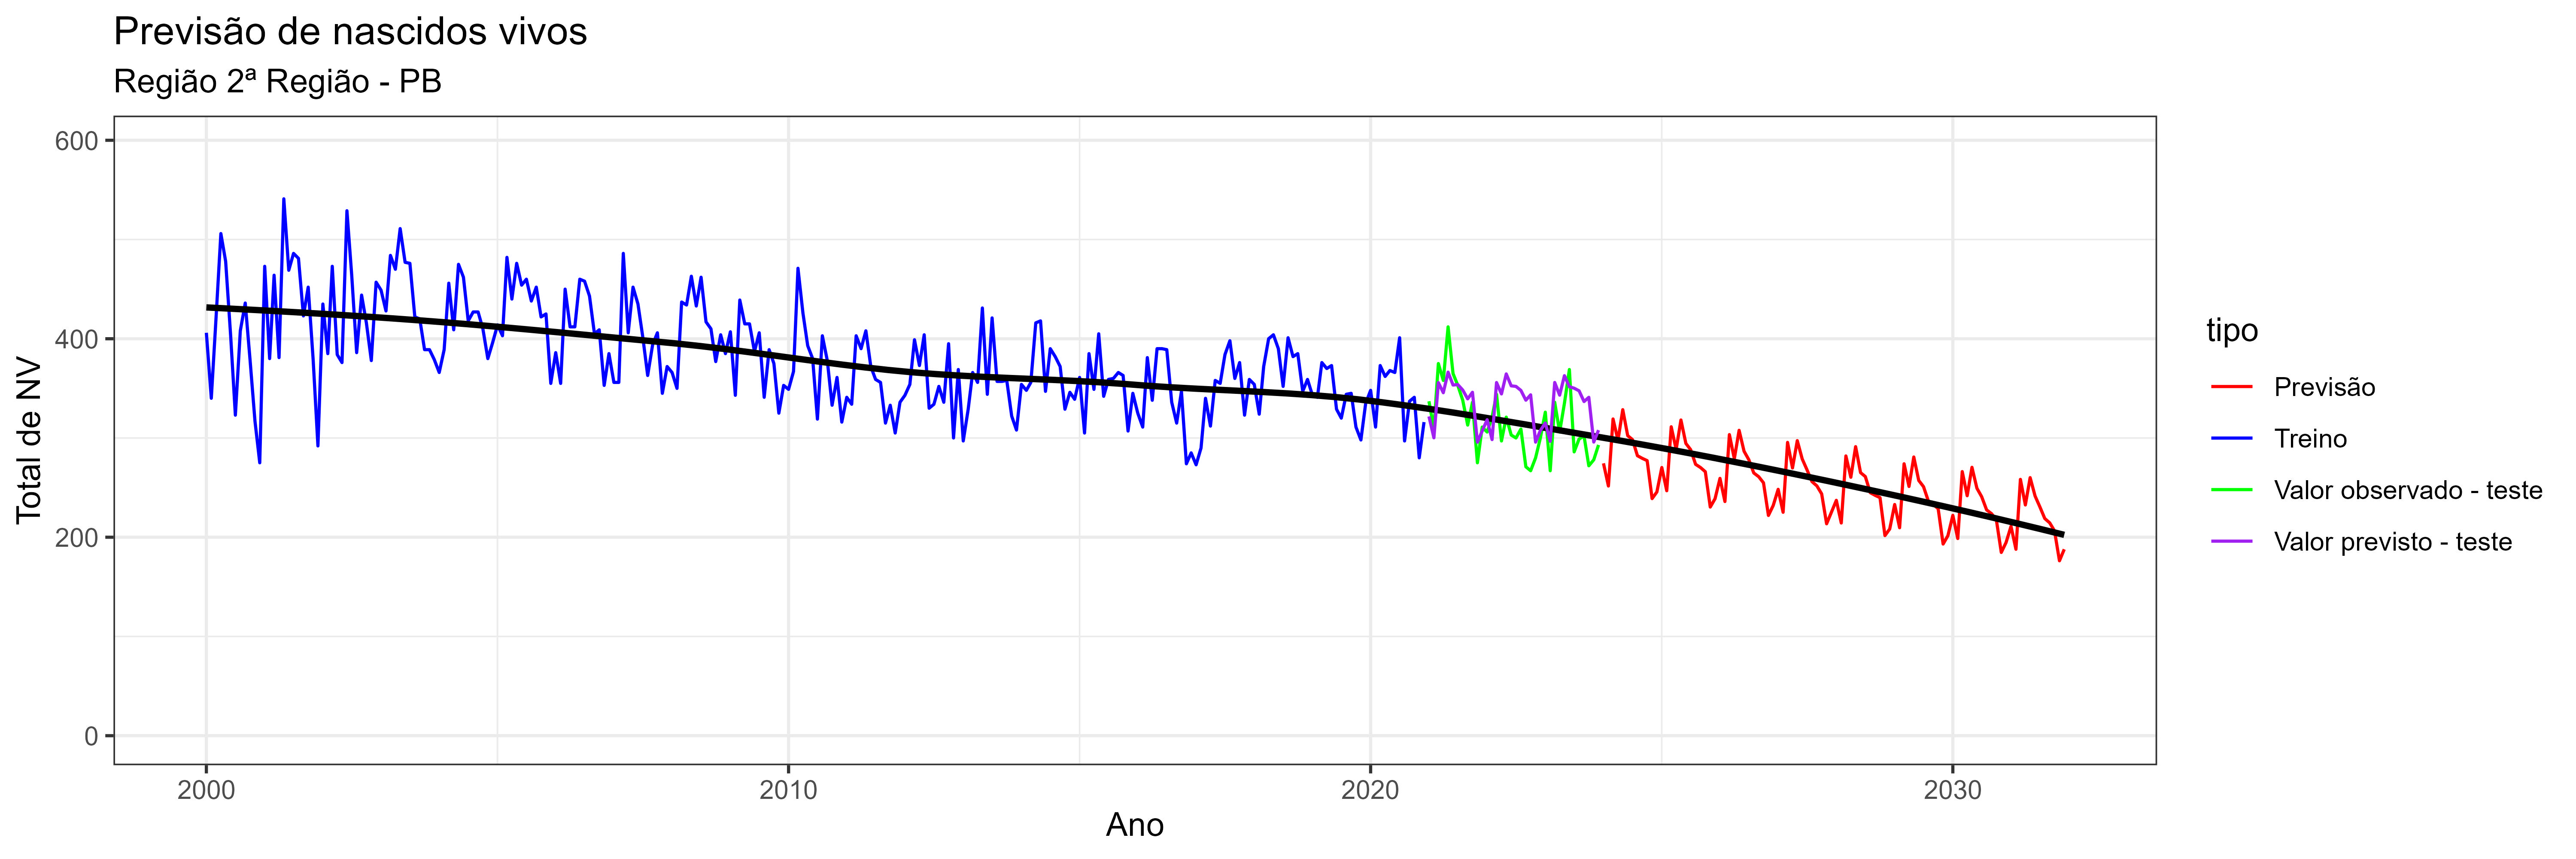 Previsão de nascidos vivos
Região 2ª Região - PB
Total de NV
600
400
200
0
2000
2010
2020
2030
Ano
tipo
Previsão
Treino
Valor observado - teste
Valor previsto - teste